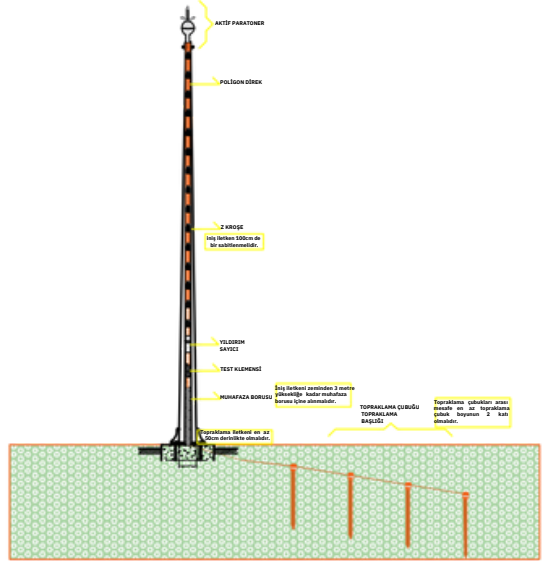 AKTİF PARATONER
POLİGON DİREK
Z KROŞE
İniş iletken 100cm de
bir sabitlenmelidir.
YILDIRIM
SAYICI
TEST KLEMENSİ
MUHAFAZA BORUSU
İniş iletkeni zeminden 3 metre
yüksekliğe kadar muhafaza
borusu içine alınmalıdır.
TOPRAKLAMA ÇUBUĞU
TOPRAKLAMA
BAŞLIĞI
Topraklama çubukları arası
mesafe en az topraklama
çubuk boyunun 2 katı
olmalıdır.
Topraklama iletkeni en az
50cm derinlikte olmalıdır.